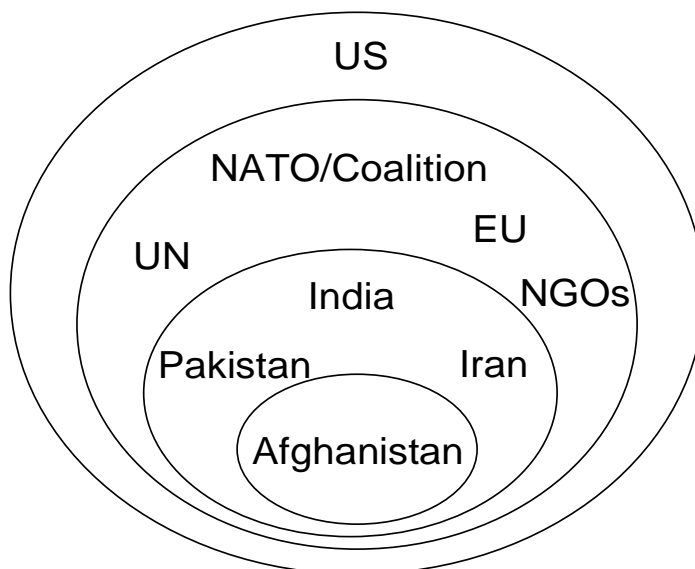 US
NATO/Coalition
EU
UN
NGOs
India
Pakistan
Iran
Afghanistan